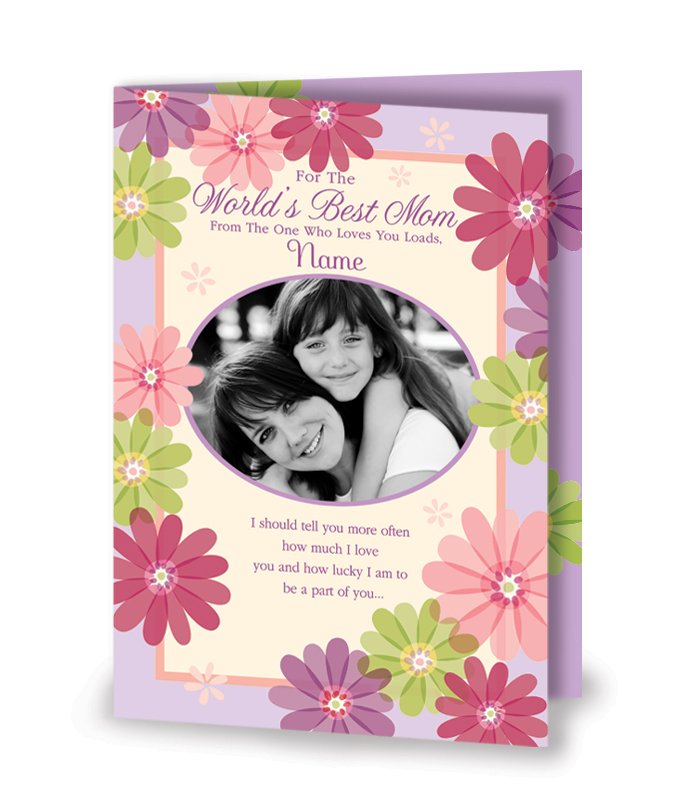 For The
World's Best Mom
From The One Who Loves You Loads,
Name
I should tell you more often
how much I love
you and how lucky I am to
be a part of you...